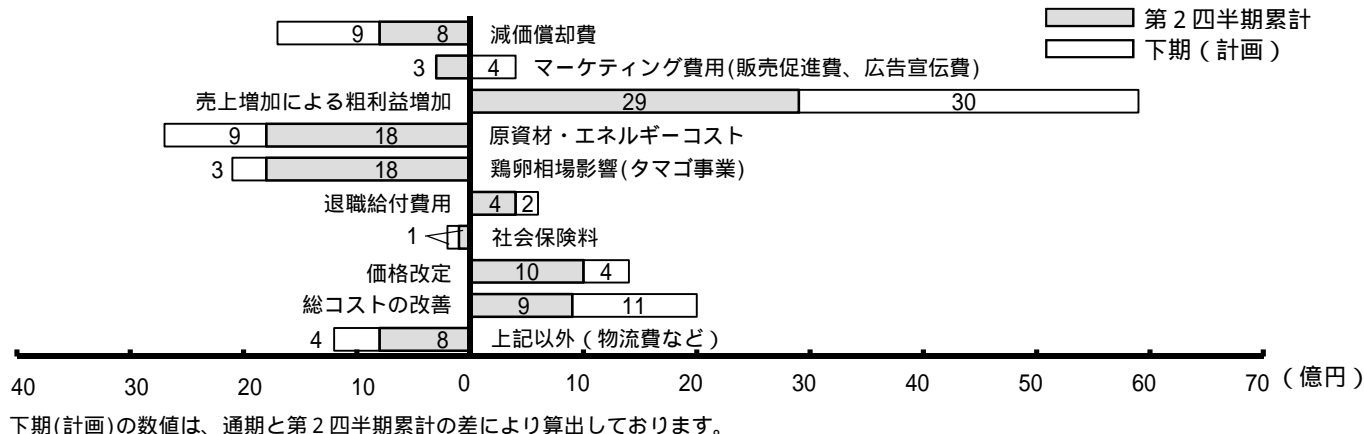 第2四半期累計
下期(計画)
9 8 減価償却費
3 4 マーケティング費用(販売促進費、広告宣伝費)
売上増加による粗利益増加 29 30
9 18 原資材・エネルギーコスト
3 18 鶏卵相場影響(タマゴ事業)
退職給付費用 4 2
1 社会保険料
価格改定 10 4
総コストの改善 9 11
4 8 上記以外(物流費など)
40 30 20 10 0 10 20 30 40 50 60 70 (億円)
下期(計画)の数値は、通期と第2四半期累計の差により算出しております。